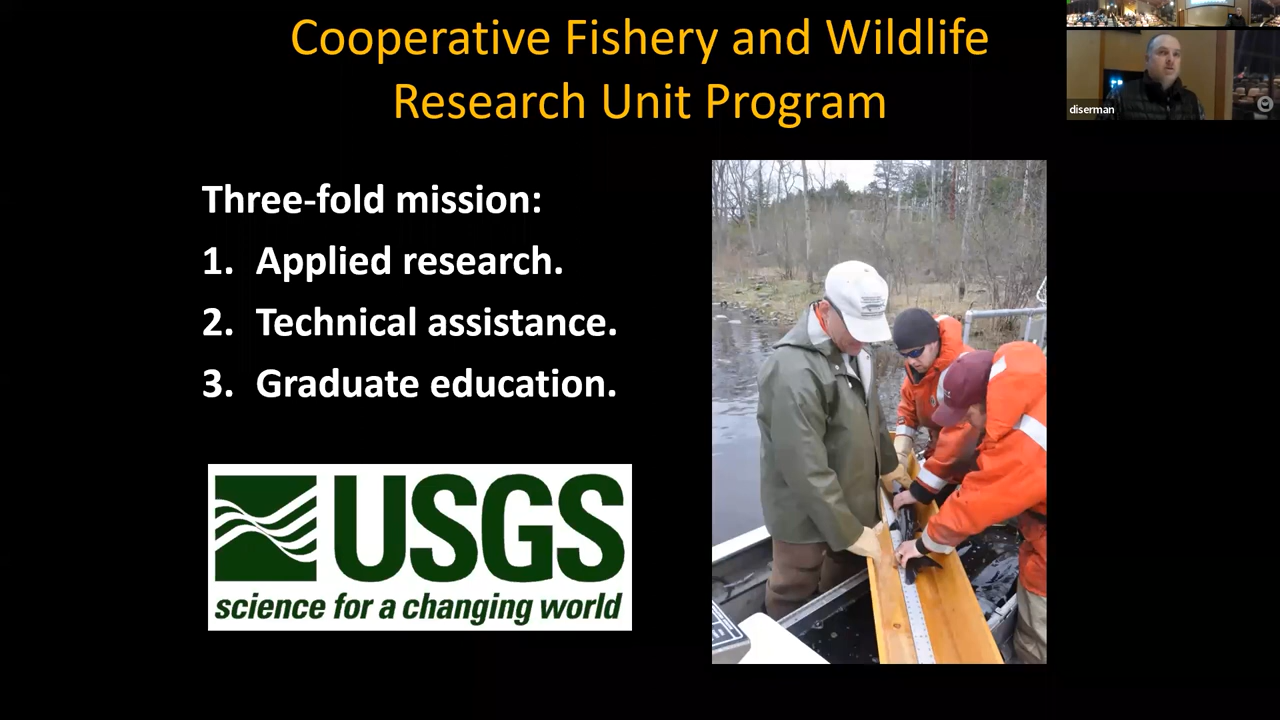 Cooperative Fishery and Wildlife
Research Unit Program
diserman
Three-fold mission:
1. Applied research.
2. Technical assistance.
3. Graduate education.
USGS
science for a changing world